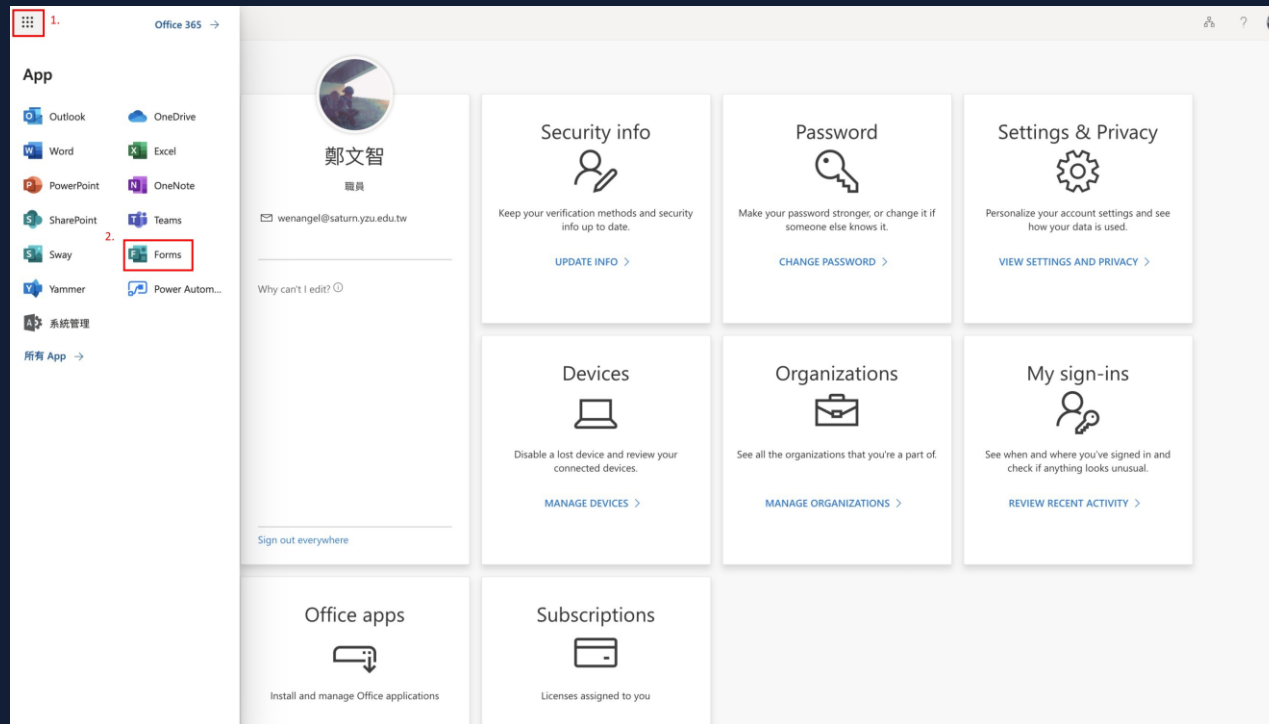 1.
Office 365 →
App
Outlook
OneDrive
Word
Excel
PowerPoint
OneNote
SharePoint
Teams
2.
Sway
Forms
Yammer
Power Autom...
系統管理
所有 App →
鄭文智
職員
wenangel@saturn.yzu.edu.tw
Why can't I edit?
Sign out everywhere
Security info
Keep your verification methods and security
info up to date.
UPDATE INFO >
Password
Make your password stronger, or change it if
someone else knows it.
CHANGE PASSWORD >
Settings & Privacy
Personalize your account settings and see
how your data is used.
VIEW SETTINGS AND PRIVACY >
Devices
Disable a lost device and review your
connected devices.
MANAGE DEVICES >
Organizations
See all the organizations that you're a part of.
MANAGE ORGANIZATIONS >
My sign-ins
See when and where you've signed in and
check if anything looks unusual.
REVIEW RECENT ACTIVITY >
Office apps
Install and manage Office applications
Subscriptions
Licenses assigned to you